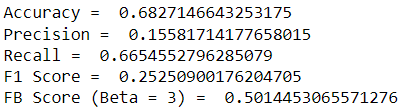 Accuracy =  0.6827146643253175
Precision =  0.15581714177658015
Recall =  0.6654552796285079
F1 Score =  0.25250900176204705
FB Score (Beta = 3) =  0.5014453065571276